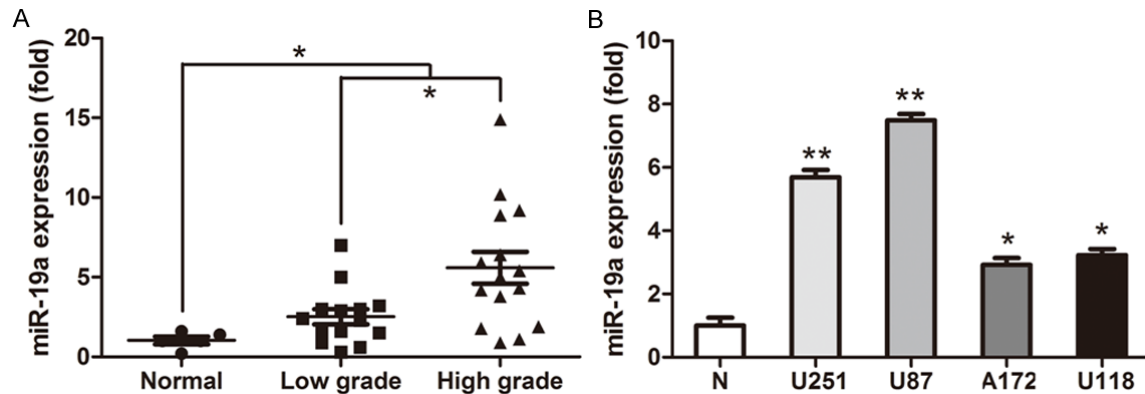 A
miR-19a expression (fold)
20
15
10
5
0
*
*
Normal Low grade High grade
B
miR-19a expression (fold)
10
8
6
4
2
0
**
**
*
*
N U251 U87 A172 U118